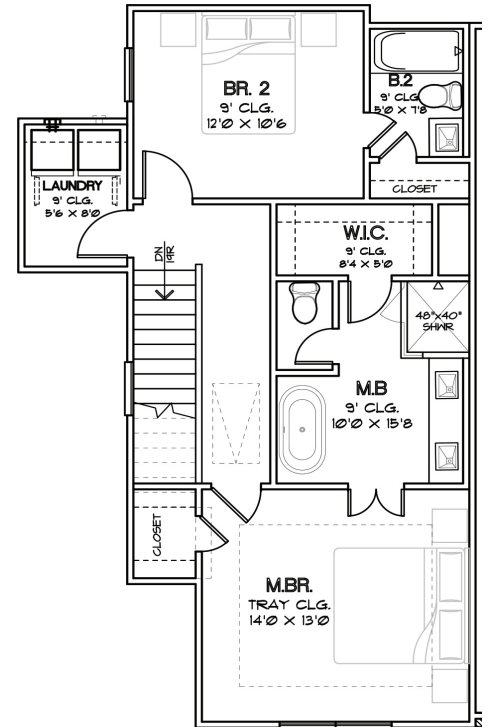 BR. 2
9' CLG.
12'0 X 10'6
B.2
9' CLG
5'0 X 7'8
CLOSET
LAUNDRY
9' CLG.
5'6 X 8'0
DN
19R
W.I.C.
9' CLG.
8'4 X 5'0
48"x40"
SHWR
M.B
9' CLG.
10'0 X 15'8
CLOSET
M.BR.
TRAY CLG.
14'0 X 13'0